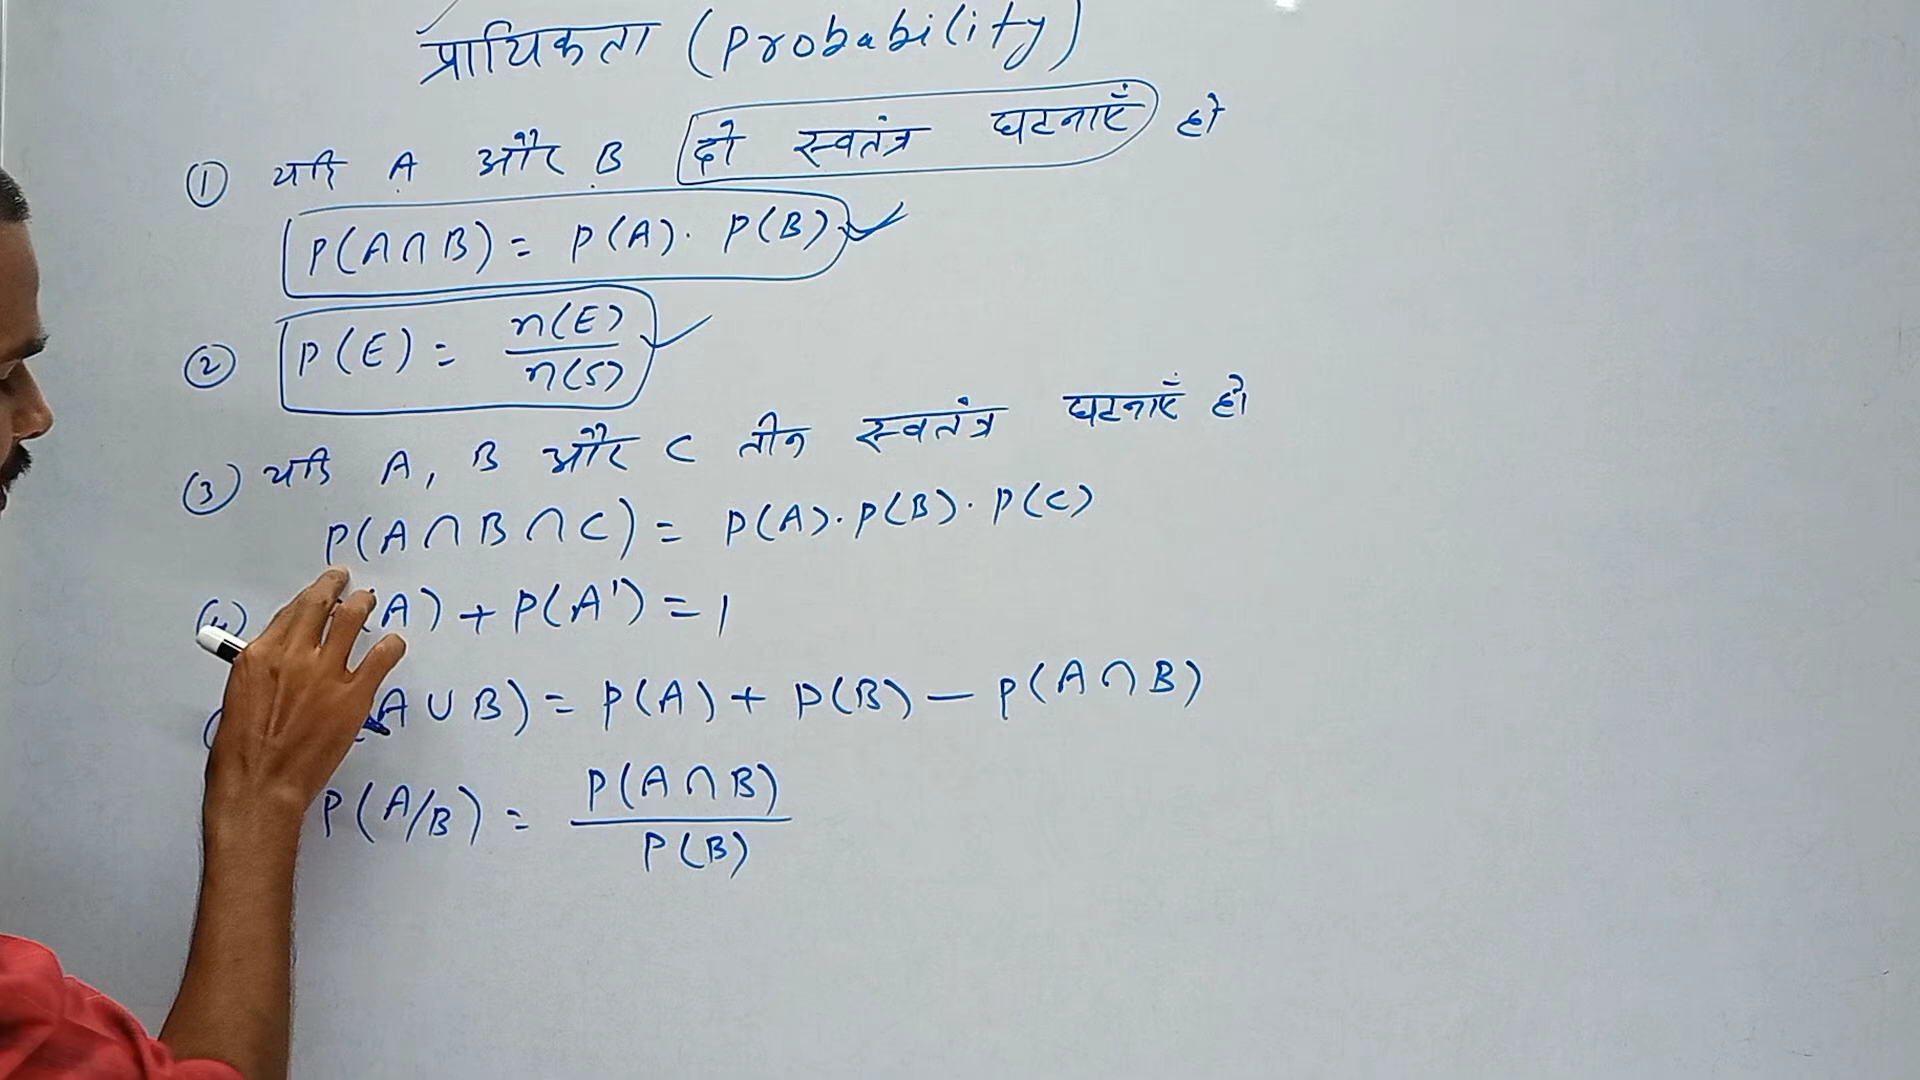 प्रायिकता (probability)
① यदि A और B दो स्वतंत्र घटनाएँ हो
P(A∩B) = P(A). P(B)
② P(E) = n(E)/n(S)
(3) यदि A, B और C तीन स्वतंत्र घटनाएँ हो
P(A∩B∩C) = P(A).P(B).P(C)
(A) + P(A') = 1
A∪B) = P(A) + P(B) – P(A∩B)
P(A/B) = P(A∩B)/P(B)